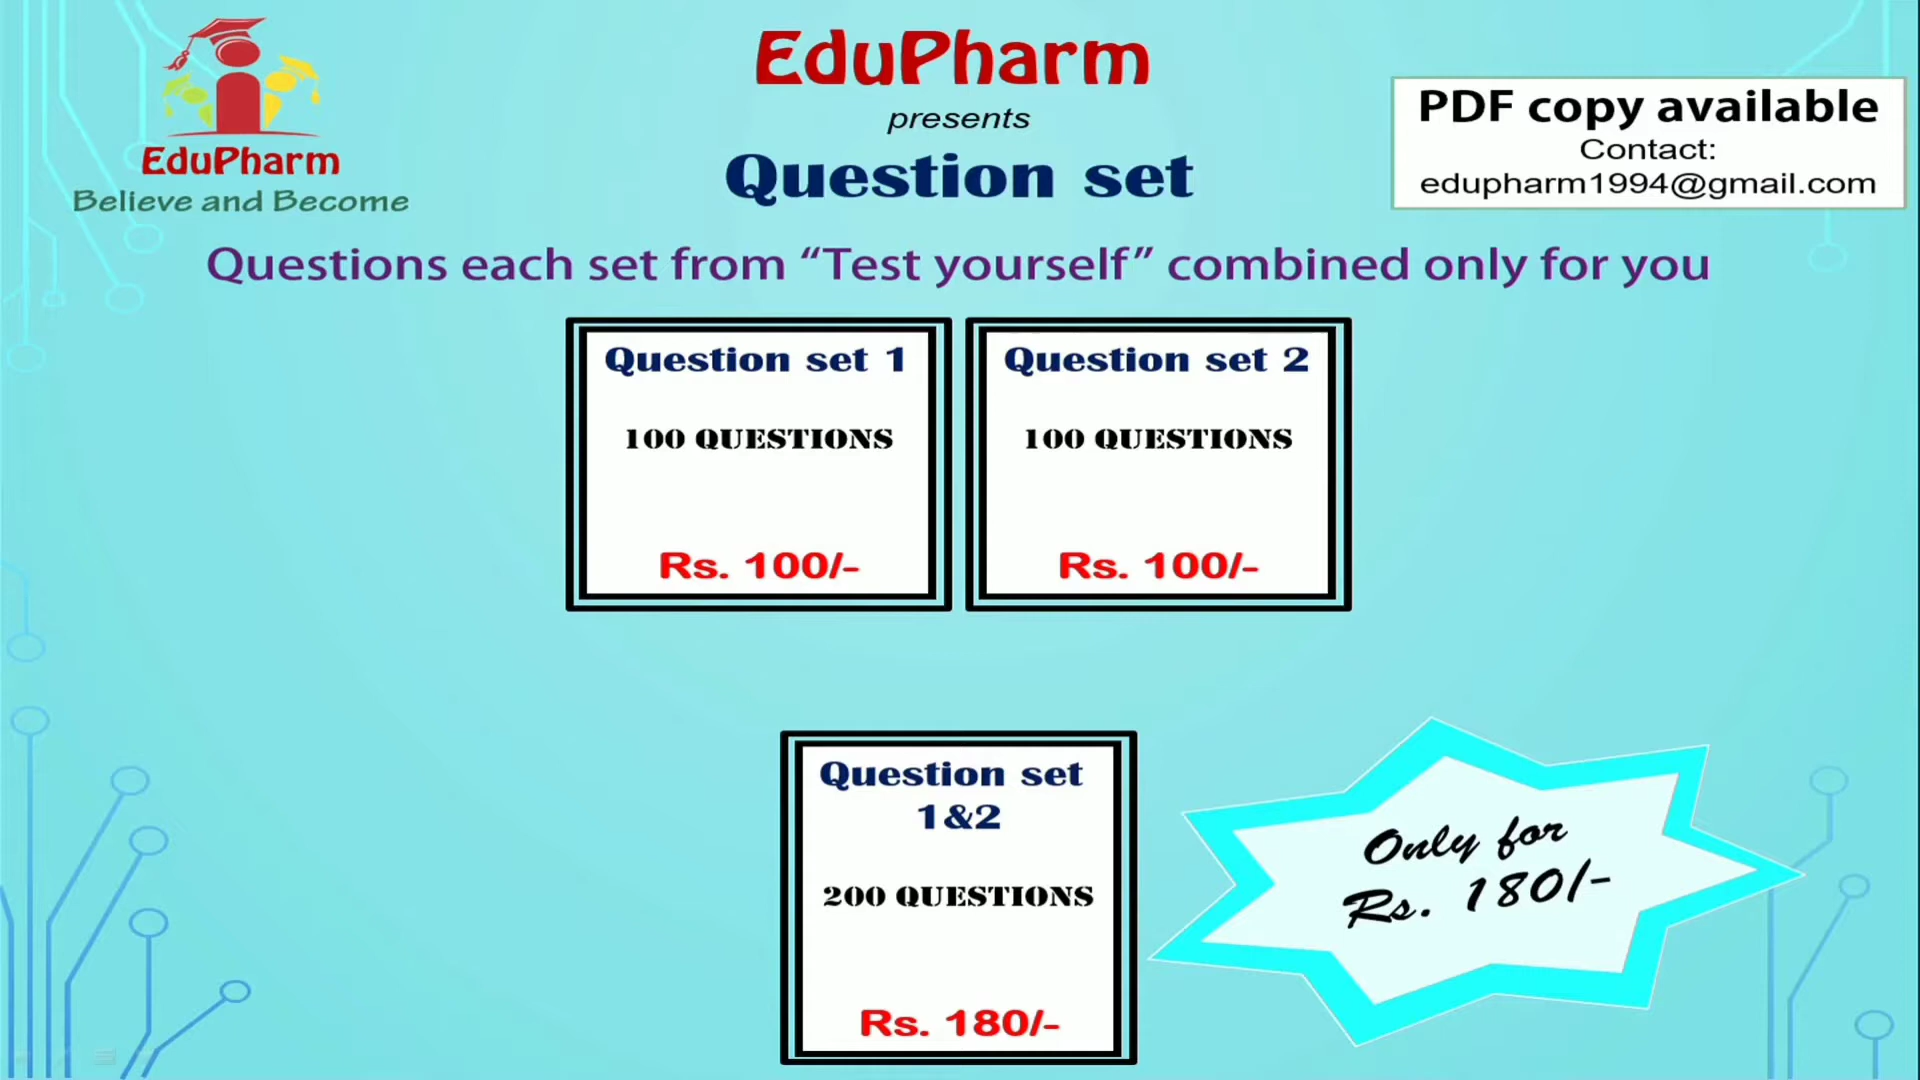 EduPharm
Believe and Become
EduPharm
presents
Question set
PDF copy available
Contact:
edupharm1994@gmail.com
Questions each set from “Test yourself” combined only for you
Question set 1
100 QUESTIONS
Rs. 100/-
Question set 2
100 QUESTIONS
Rs. 100/-
Question set
1&2
200 QUESTIONS
Rs. 180/-
Only for
Rs. 180/-